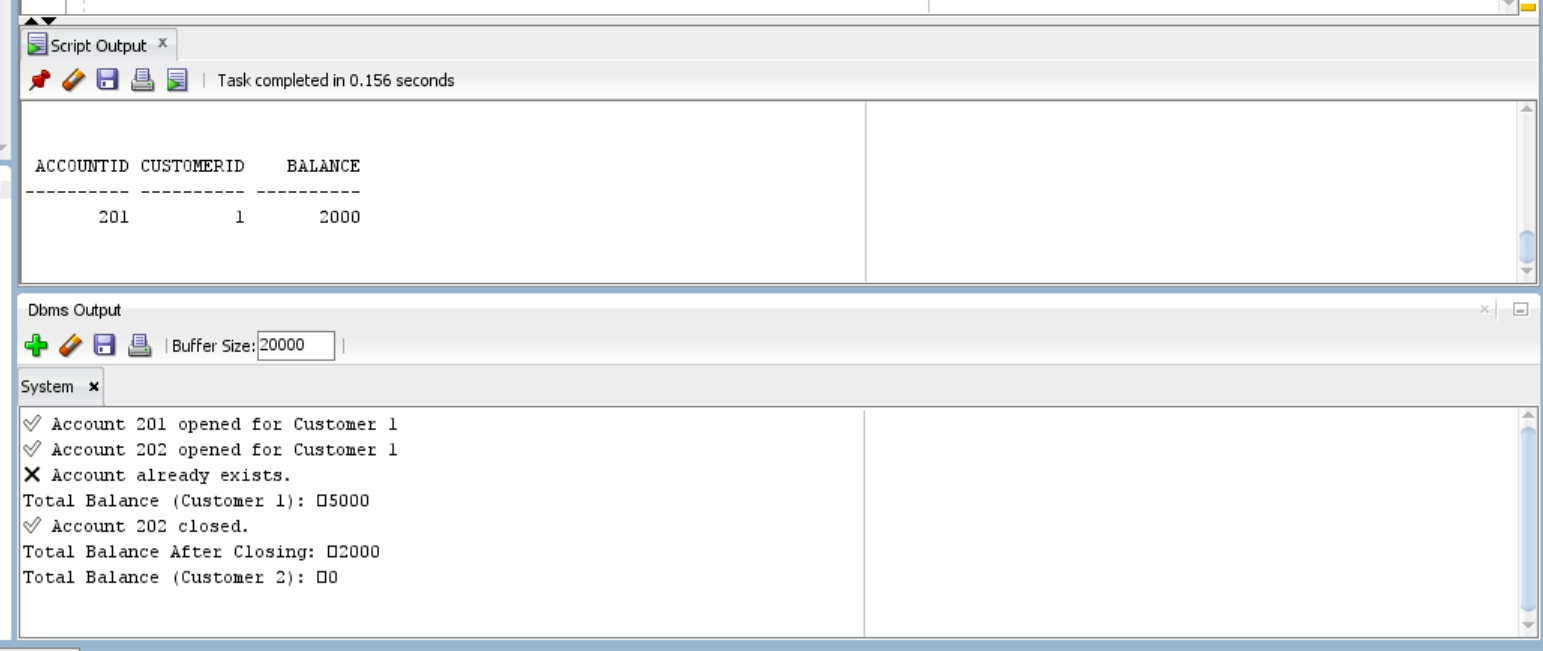 Script Output x
Task completed in 0.156 seconds
ACCOUNTID CUSTOMERID BALANCE
---------- ---------- ----------
201 1 2000
Dbms Output
Buffer Size: 20000
System
✓ Account 201 opened for Customer 1
✓ Account 202 opened for Customer 1
✗ Account already exists.
Total Balance (Customer 1): □5000
✓ Account 202 closed.
Total Balance After Closing: □2000
Total Balance (Customer 2): □0